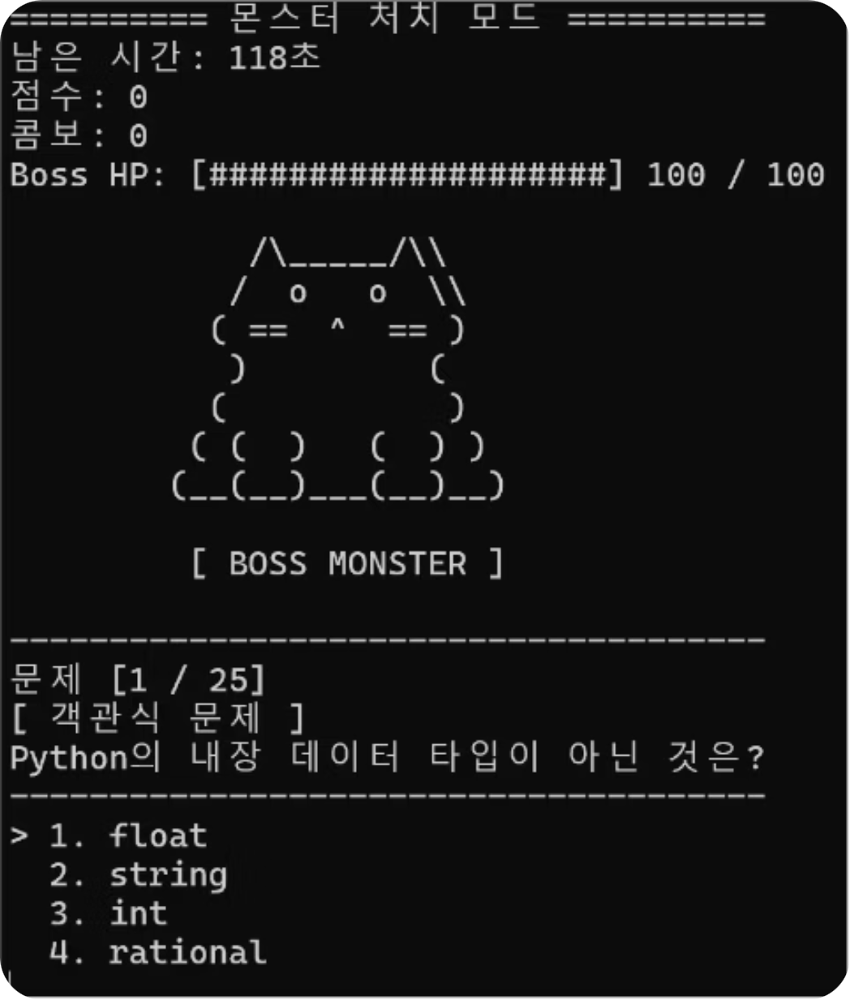 ========== 몬스터 처치 모드 ==========
남은 시간: 118초
점수: 0
콤보: 0
Boss HP: [####################] 100 / 100
/\_____/\\
/  o   o  \\
( ==  ^  == )
)         (
(           )
( (  )   (  ) )
(__(__)___(__)__)
[ BOSS MONSTER ]
--------------------------------------
문제 [1 / 25]
[ 객관식 문제 ]
Python의 내장 데이터 타입이 아닌 것은?
--------------------------------------
> 1. float
2. string
3. int
4. rational